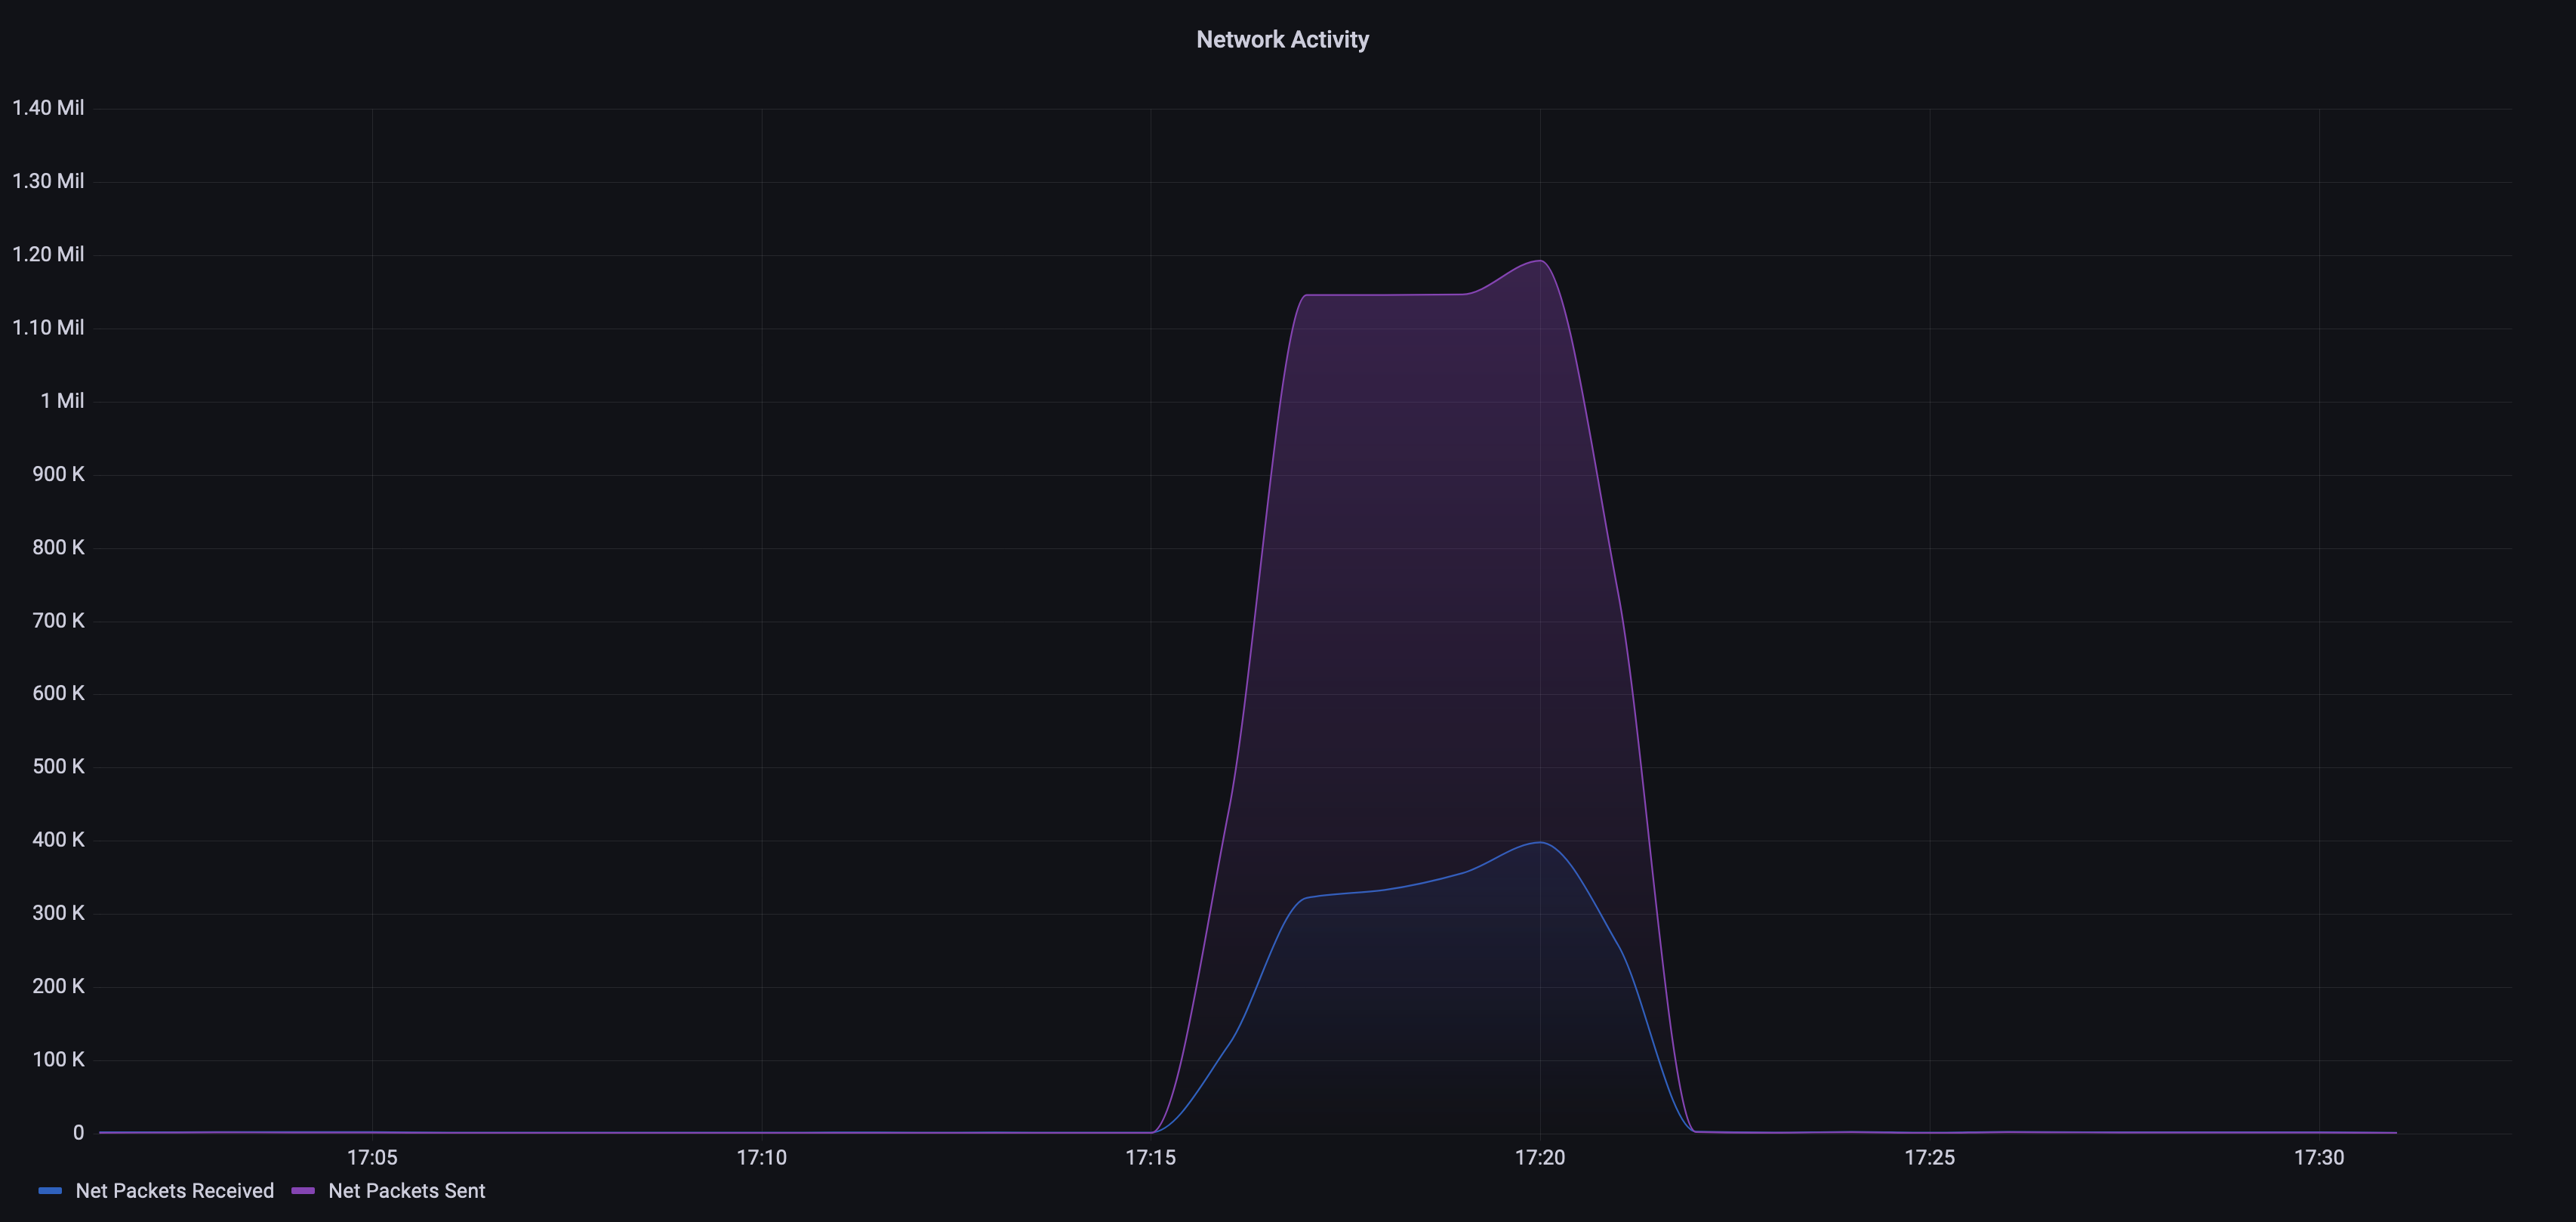 Network Activity
1.40 Mil
1.30 Mil
1.20 Mil
1.10 Mil
1 Mil
900 K
800 K
700 K
600 K
500 K
400 K
300 K
200 K
100 K
0
17:05 17:10 17:15 17:20 17:25 17:30
Net Packets Received Net Packets Sent